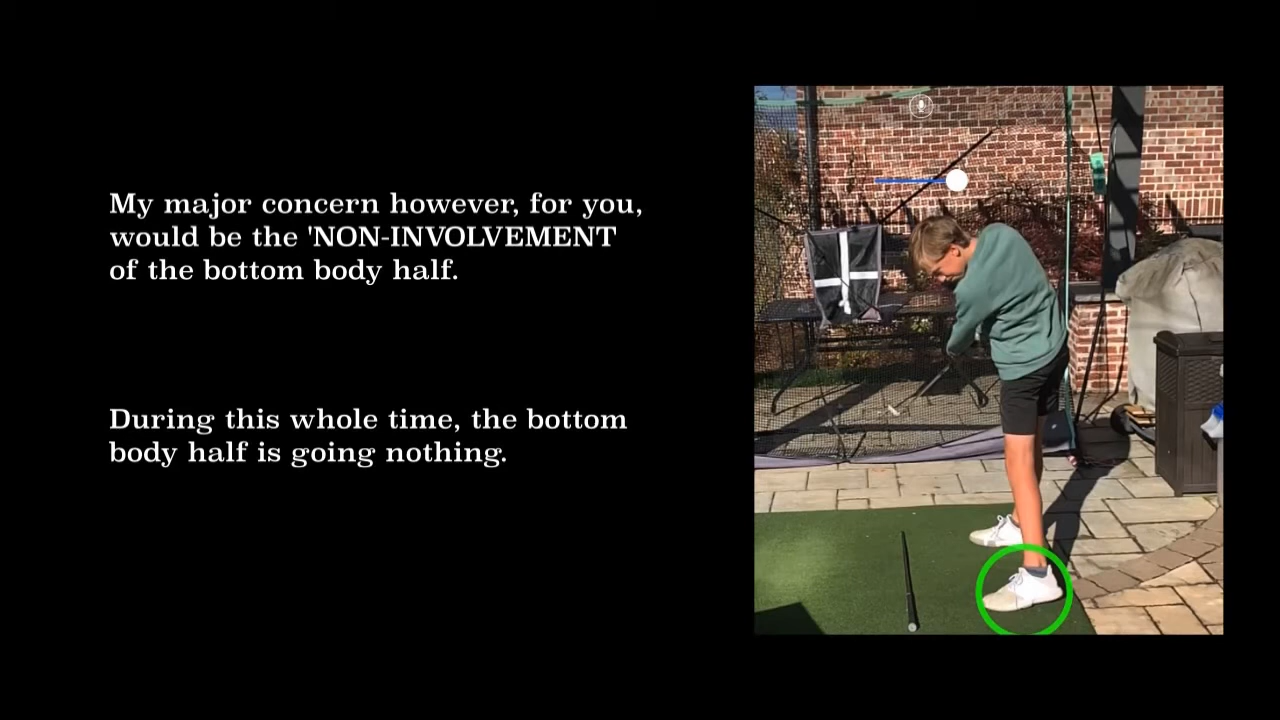 My major concern however, for you,
would be the 'NON-INVOLVEMENT
of the bottom body half.
During this whole time, the bottom
body half is going nothing.